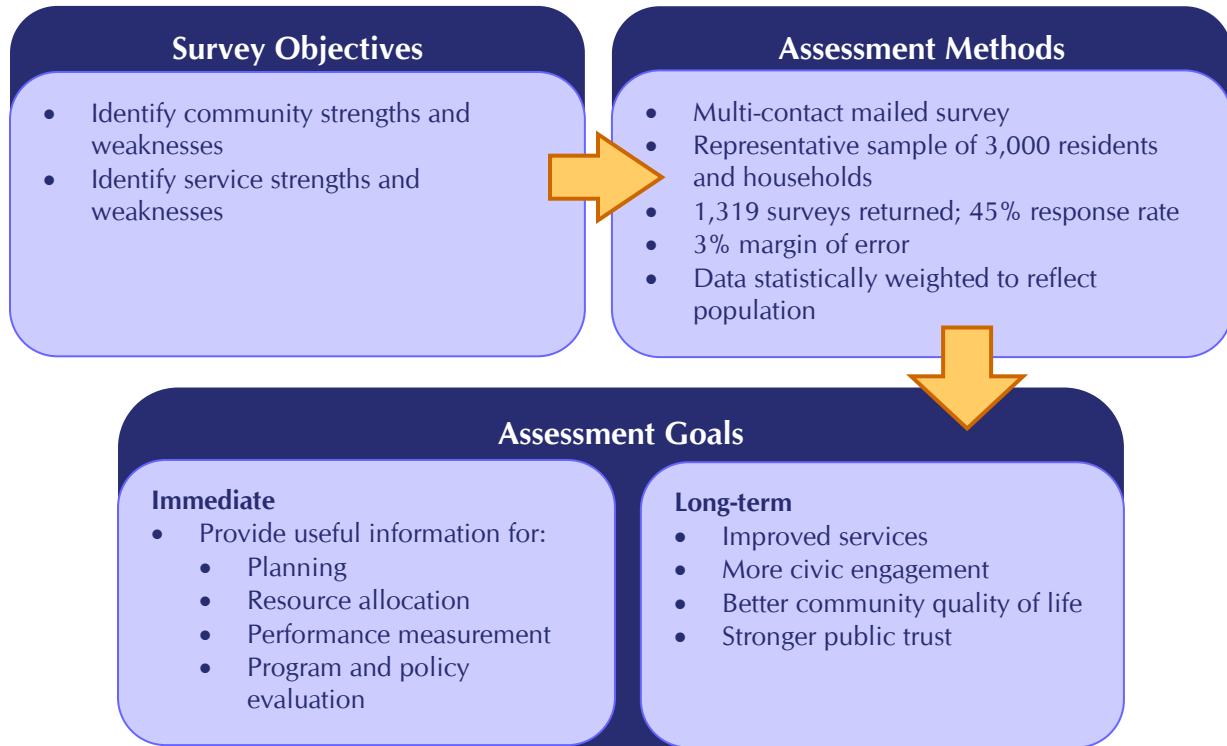 Survey Objectives
• Identify community strengths and
weaknesses
• Identify service strengths and
weaknesses
Assessment Methods
• Multi-contact mailed survey
• Representative sample of 3,000 residents
and households
• 1,319 surveys returned; 45% response rate
• 3% margin of error
• Data statistically weighted to reflect
population
Assessment Goals
Immediate
• Provide useful information for:
• Planning
• Resource allocation
• Performance measurement
• Program and policy
evaluation
Long-term
• Improved services
• More civic engagement
• Better community quality of life
• Stronger public trust